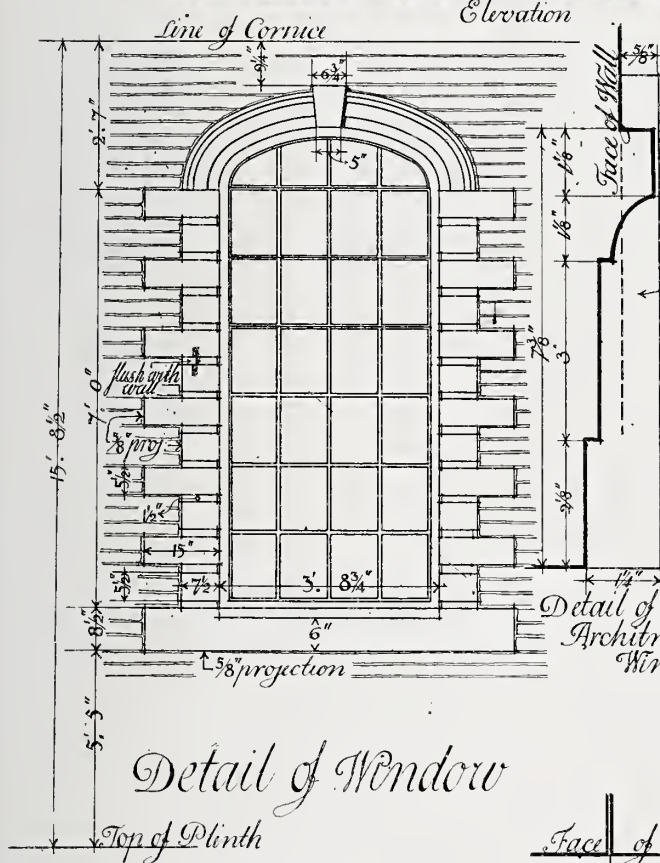 Elevation
Line of Cornice
9¼"
6¾"
5/8"
2'. 7"
Face of Wall
5"
1⅛"
1⅛"
7⅜"
3"
flush with wall
7'. 0"
15'. 8½"
5/8" proj
5½"
1½"
2⅛"
15"
5½"
7½
3'. 8¾"
1¼"
8½"
6"
Detail of
Archit
Win
5/8" projection
5'. 5"
Detail of Window
Top of Plinth
Face of